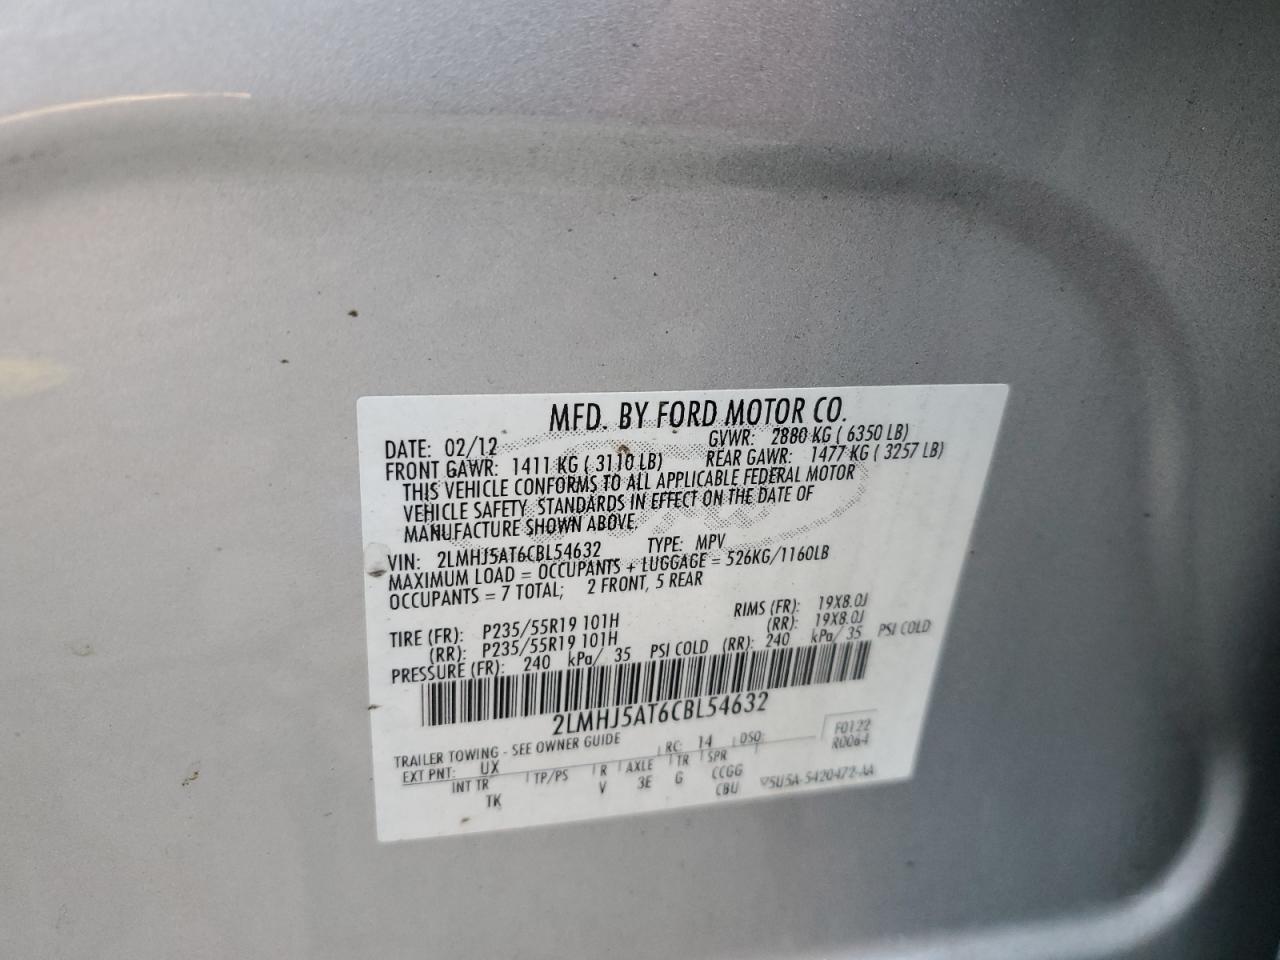 MFD. BY FORD MOTOR CO.
DATE: 02/12 GVWR: 2880 KG ( 6350 LB)
FRONT GAWR: 1411 KG ( 3110 LB) REAR GAWR: 1477 KG ( 3257 LB)
THIS VEHICLE CONFORMS TO ALL APPLICABLE FEDERAL MOTOR
VEHICLE SAFETY STANDARDS IN EFFECT ON THE DATE OF
MANUFACTURE SHOWN ABOVE.
VIN: 2LMHJ5AT6CBL54632 TYPE: MPV
MAXIMUM LOAD = OCCUPANTS + LUGGAGE = 526KG/1160LB
OCCUPANTS = 7 TOTAL; 2 FRONT, 5 REAR
TIRE (FR): P235/55R19 101H RIMS (FR): 19X8.0J
(RR): P235/55R19 101H (RR): 19X8.0J
PRESSURE (FR): 240 kPa/ 35 PSI COLD (RR): 240 kPa/ 35 PSI COLD
2LMHJ5AT6CBL54632
TRAILER TOWING - SEE OWNER GUIDE RC: 14 DSO: F0122
EXT PNT: UX R0064
INT TR TP/PS R AXLE TR SPR
TK V 3E G CCGG
CBU 5U5A-5420472-AA